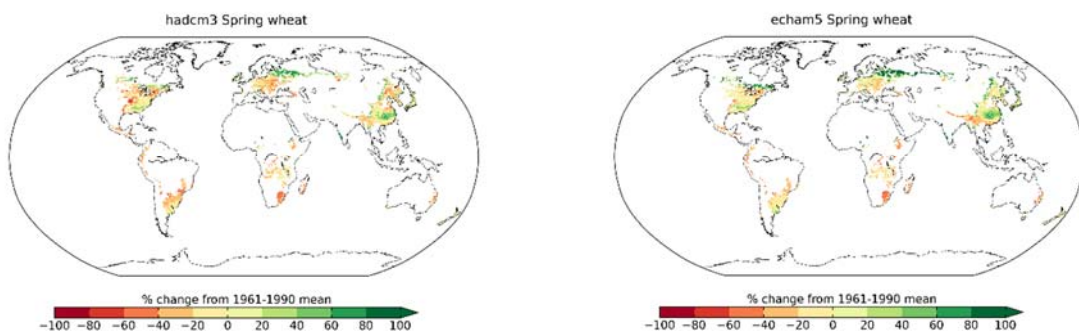 hadcm3 Spring wheat
% change from 1961-1990 mean
−100 −80 −60 −40 −20 0 20 40 60 80 100
echam5 Spring wheat
% change from 1961-1990 mean
−100 −80 −60 −40 −20 0 20 40 60 80 100